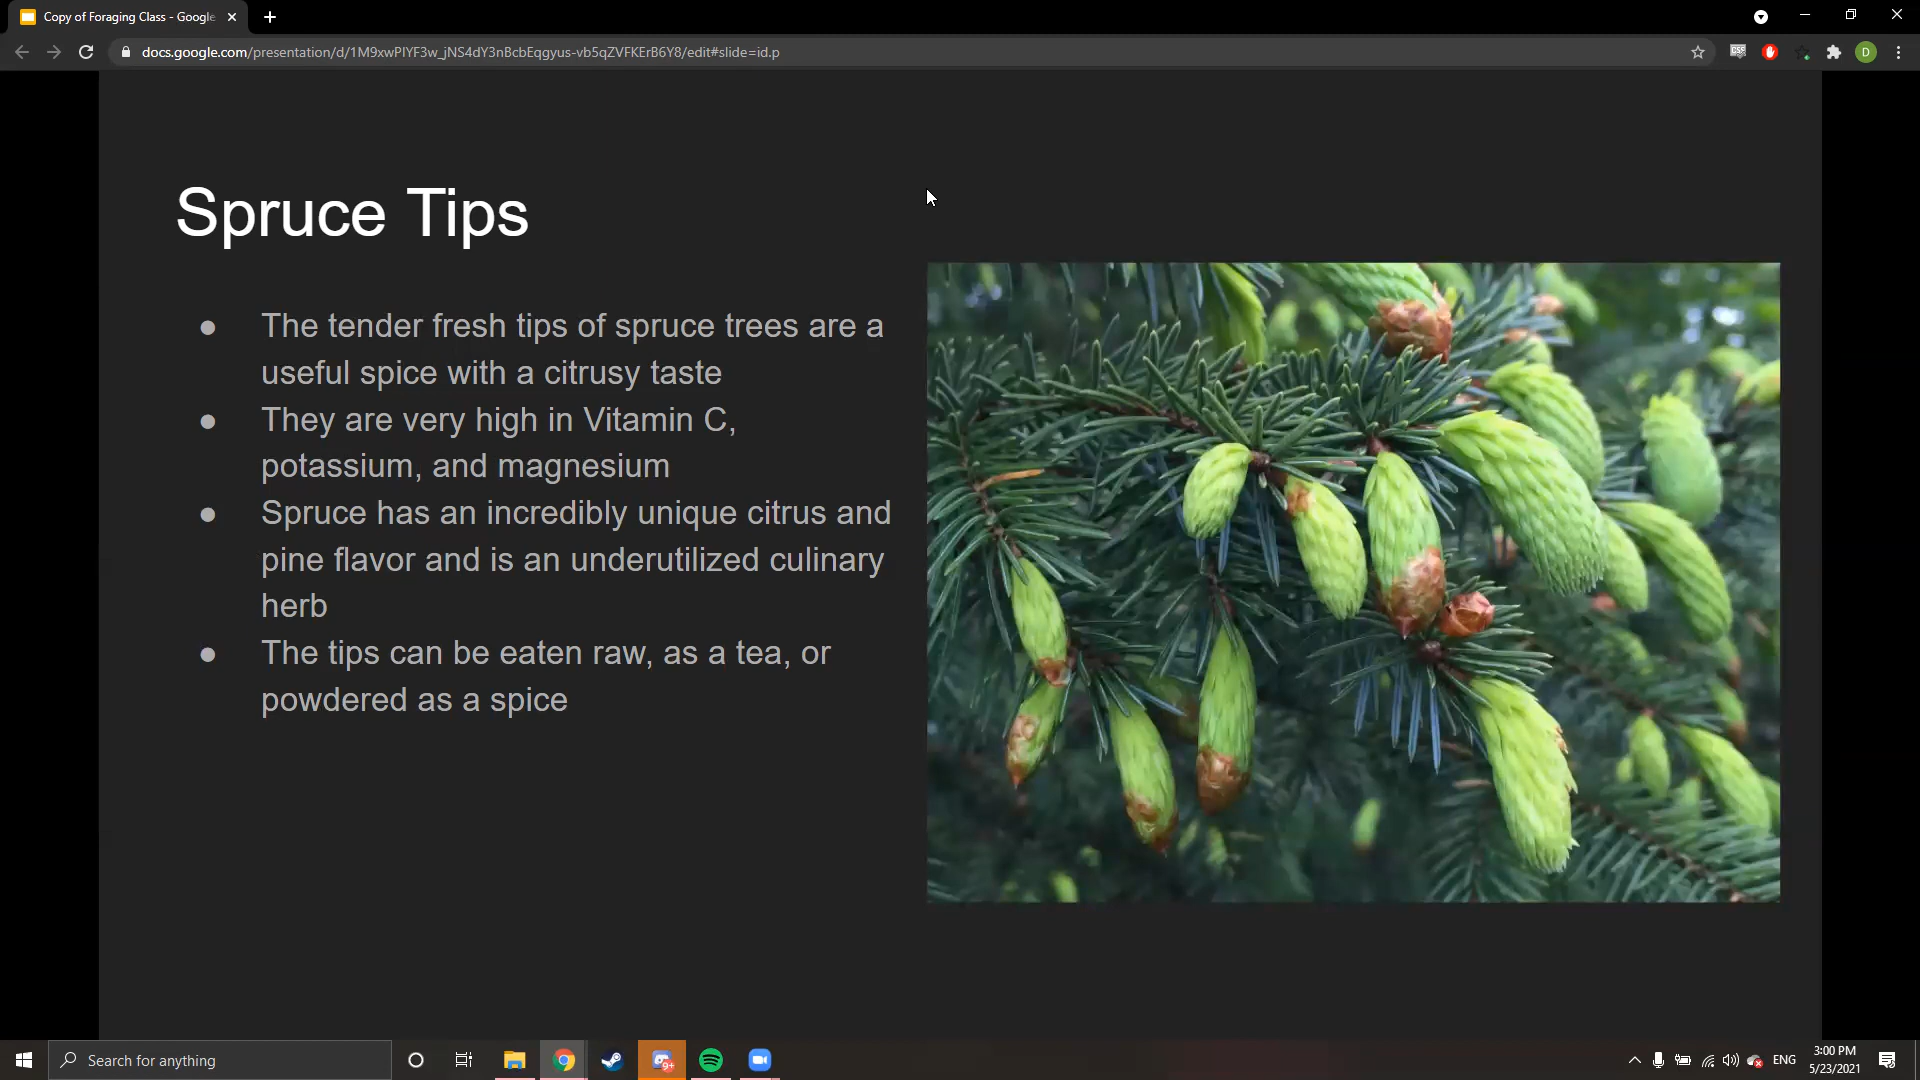 Copy of Foraging Class - Google
docs.google.com/presentation/d/1M9xwPIYF3w_jNS4dY3nBcbEqgyus-vb5qZVFKErB6Y8/edit#slide=id.p
D
Spruce Tips
● The tender fresh tips of spruce trees are a
useful spice with a citrusy taste
● They are very high in Vitamin C,
potassium, and magnesium
● Spruce has an incredibly unique citrus and
pine flavor and is an underutilized culinary
herb
● The tips can be eaten raw, as a tea, or
powdered as a spice
Search for anything
9+
ENG
3:00 PM
5/23/2021